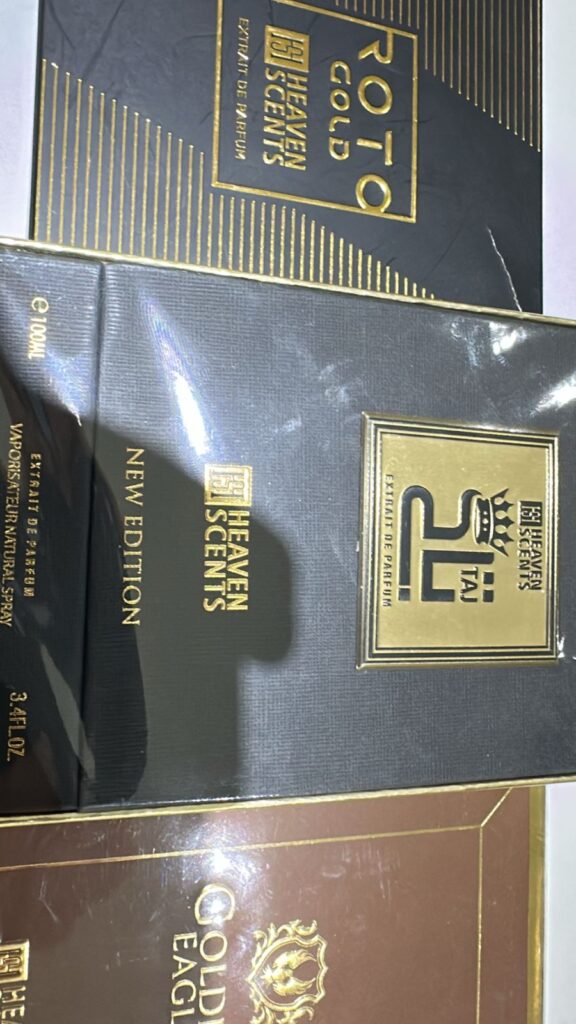 ROTO
GOLD
HEAVEN
SCENTS
EXTRAIT DE PARFUM
HEAVEN
SCENTS
تاج
TAJ
EXTRAIT DE PARFUM
HEAVEN
SCENTS
NEW EDITION
e 100ML
EXTRAIT DE PARFUM
VAPORISATEUR NATURAL SPRAY
3.4FL.OZ.